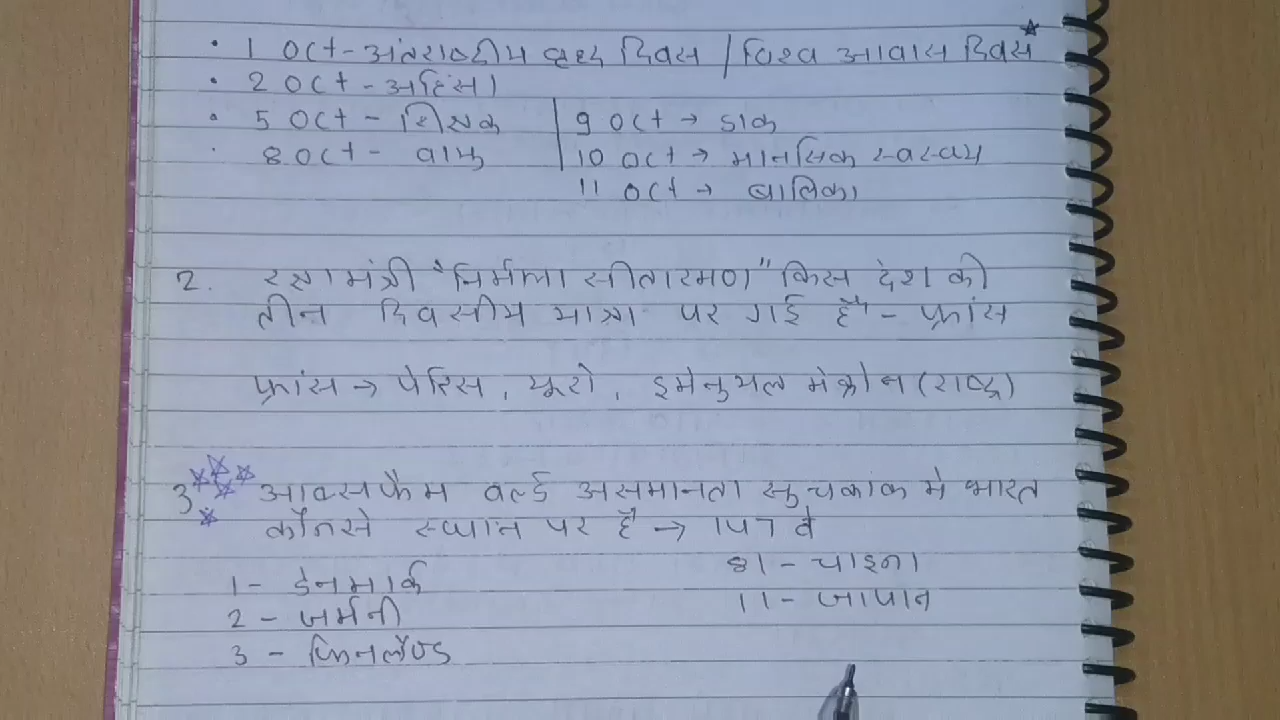 • 1 Oct - अंतराष्ट्रीय वृद्ध दिवस / विश्व आवास दिवस
• 2 Oct - अहिंसा
• 5 Oct - शिक्षक | 9 Oct → डाक
• 8 Oct - वायु | 10 Oct → मानसिक स्वास्थ्य
11 Oct → बालिका
2. रक्षामंत्री "निर्मला सीतारमण" किस देश की
तीन दिवसीय यात्रा पर गई हैं - फ्रांस
फ्रांस → पेरिस, यूरो, इमेनुयल मेक्रोन (राष्ट्र)
3 आक्सफैम वर्ल्ड असमानता सुचकाक मे भारत
कौनसे स्थान पर है → 147 वे
1 - डेनमार्क 81 - चाइना
2 - जर्मनी 11 - जापान
3 - फिनलैण्ड